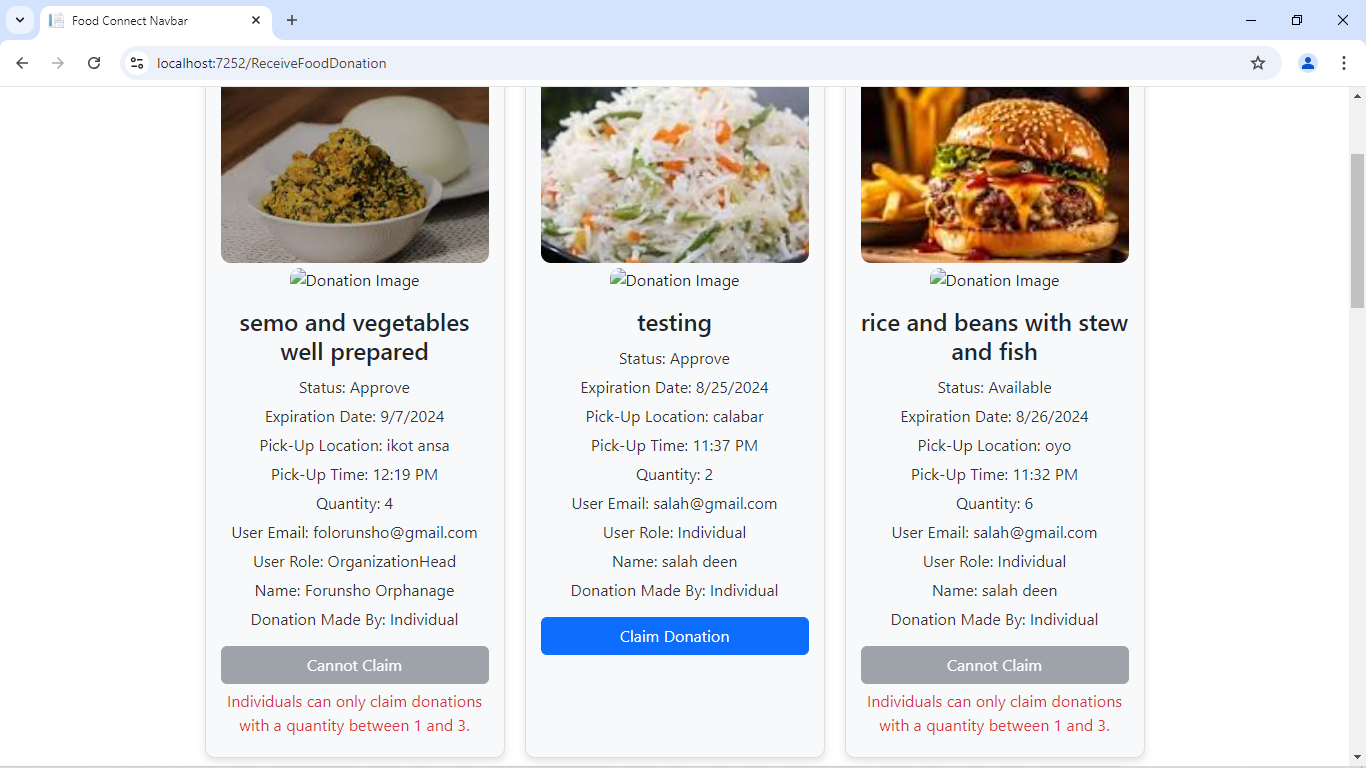 Food Connect Navbar
localhost:7252/ReceiveFoodDonation
Donation Image
semo and vegetables
well prepared
Status: Approve
Expiration Date: 9/7/2024
Pick-Up Location: ikot ansa
Pick-Up Time: 12:19 PM
Quantity: 4
User Email: folorunsho@gmail.com
User Role: OrganizationHead
Name: Forunsho Orphanage
Donation Made By: Individual
Cannot Claim
Individuals can only claim donations
with a quantity between 1 and 3.
Donation Image
testing
Status: Approve
Expiration Date: 8/25/2024
Pick-Up Location: calabar
Pick-Up Time: 11:37 PM
Quantity: 2
User Email: salah@gmail.com
User Role: Individual
Name: salah deen
Donation Made By: Individual
Claim Donation
Donation Image
rice and beans with stew
and fish
Status: Available
Expiration Date: 8/26/2024
Pick-Up Location: oyo
Pick-Up Time: 11:32 PM
Quantity: 6
User Email: salah@gmail.com
User Role: Individual
Name: salah deen
Donation Made By: Individual
Cannot Claim
Individuals can only claim donations
with a quantity between 1 and 3.